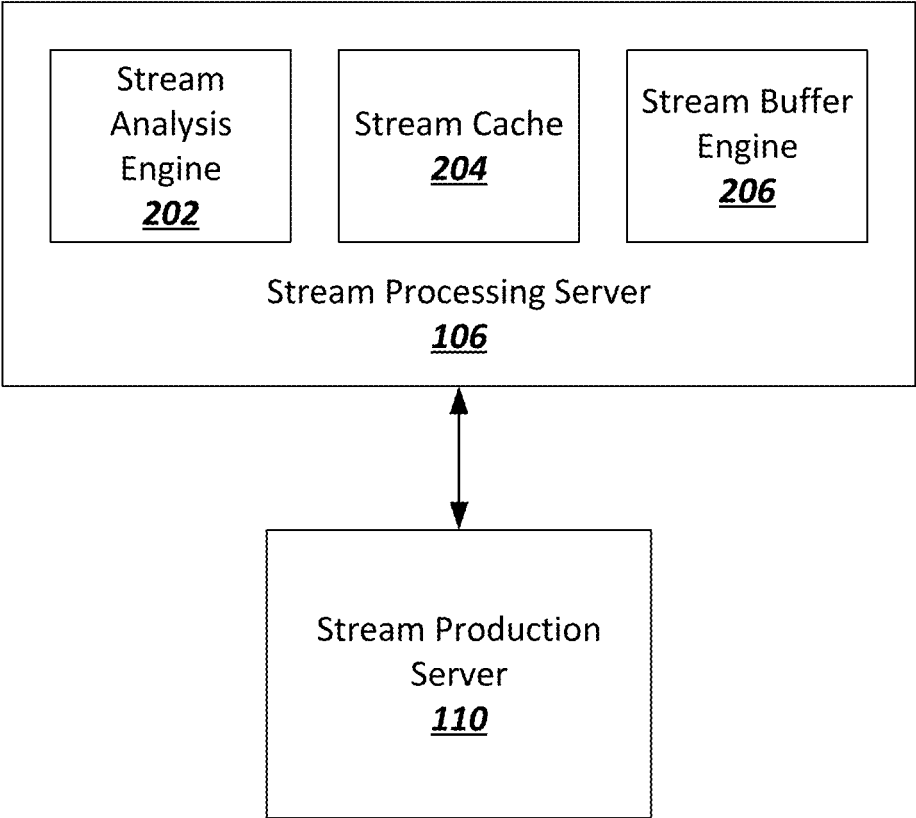 Stream
Analysis
Engine
202
Stream Cache
204
Stream Buffer
Engine
206
Stream Processing Server
106
Stream Production
Server
110